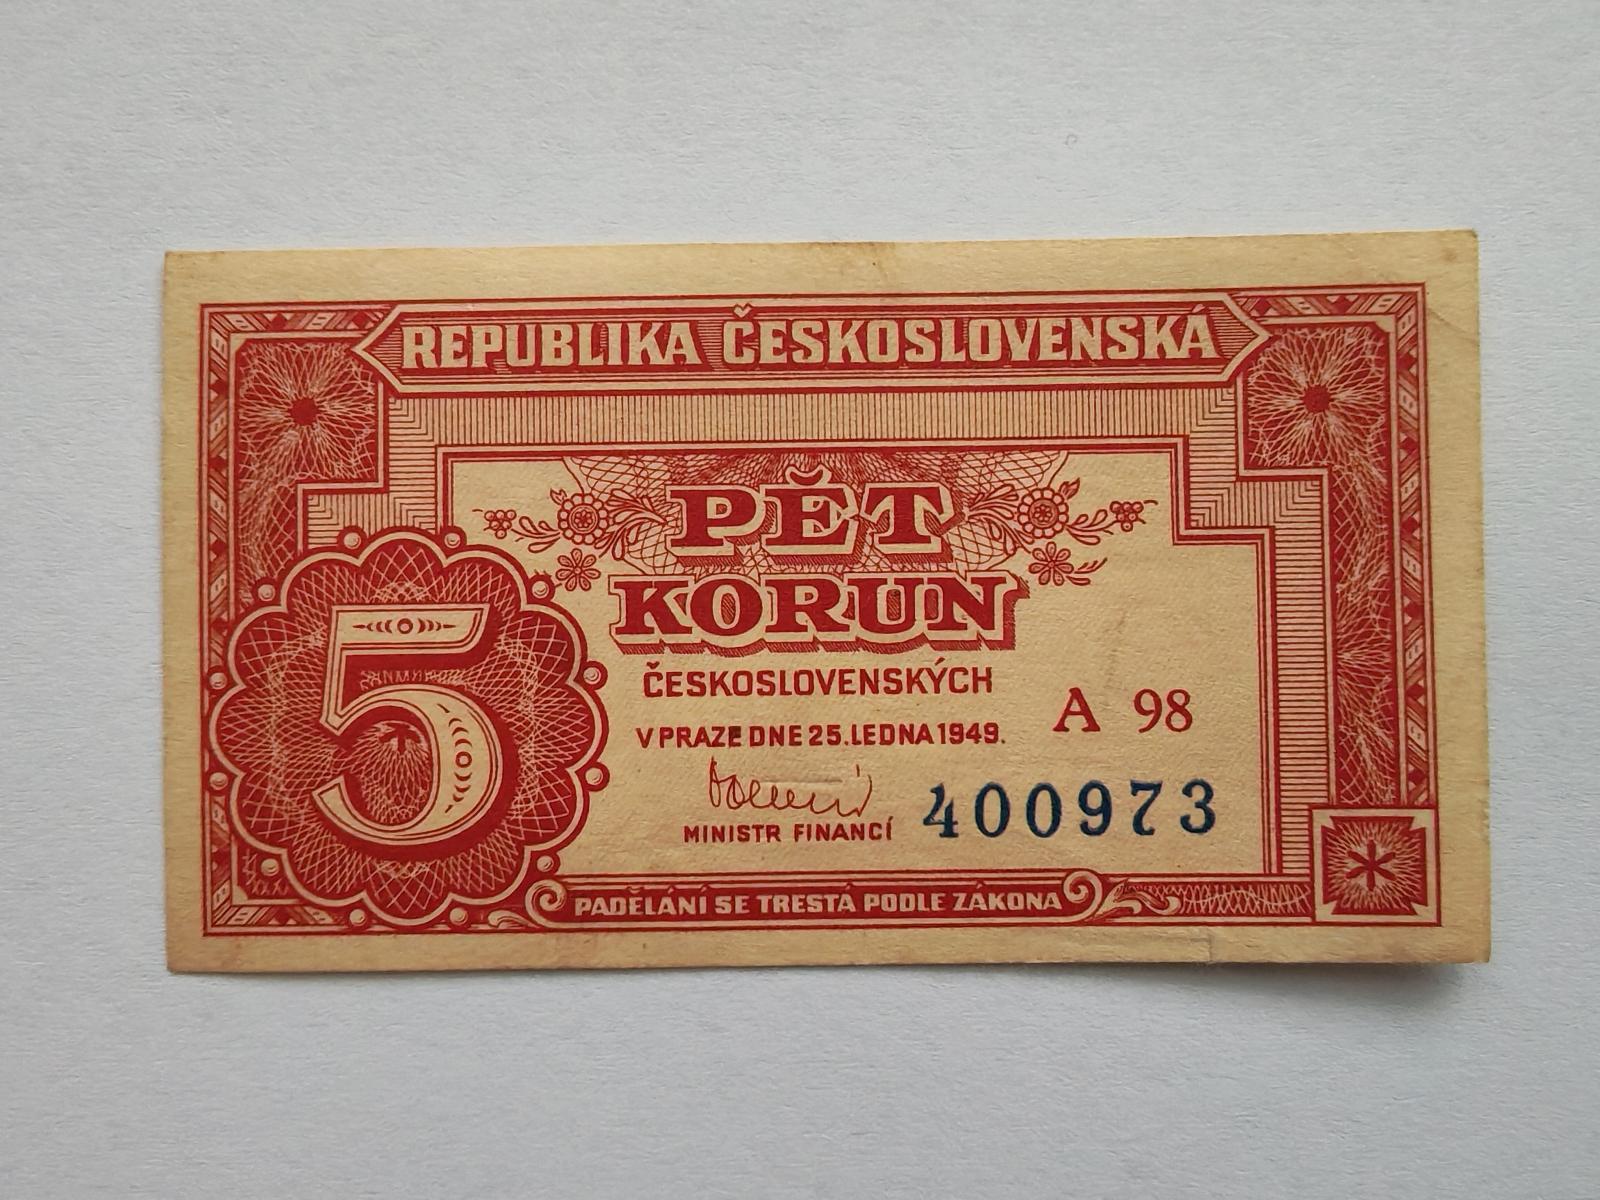 REPUBLIKA ČESKOSLOVENSKÁ
PĚT
KORUN
5
ČESKOSLOVENSKÝCH
V PRAZE DNE 25. LEDNA 1949.
A 98
400973
MINISTR FINANCÍ
PADĚLÁNÍ SE TRESTÁ PODLE ZÁKONA